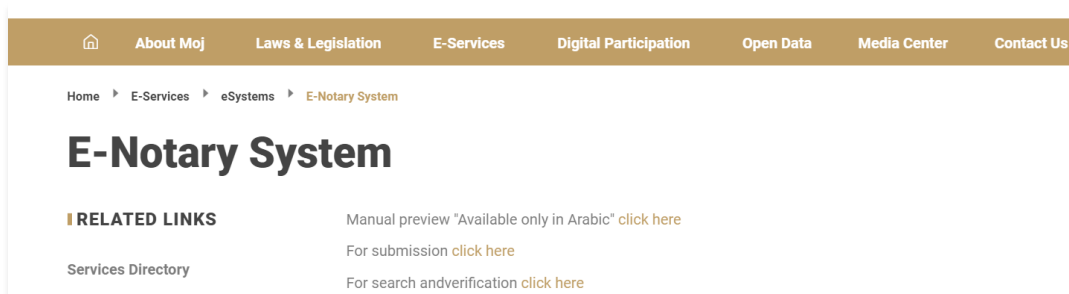 About Moj Laws & Legislation E-Services Digital Participation Open Data Media Center Contact Us
Home E-Services eSystems E-Notary System
E-Notary System
RELATED LINKS
Services Directory
Manual preview "Available only in Arabic" click here
For submission click here
For search andverification click here